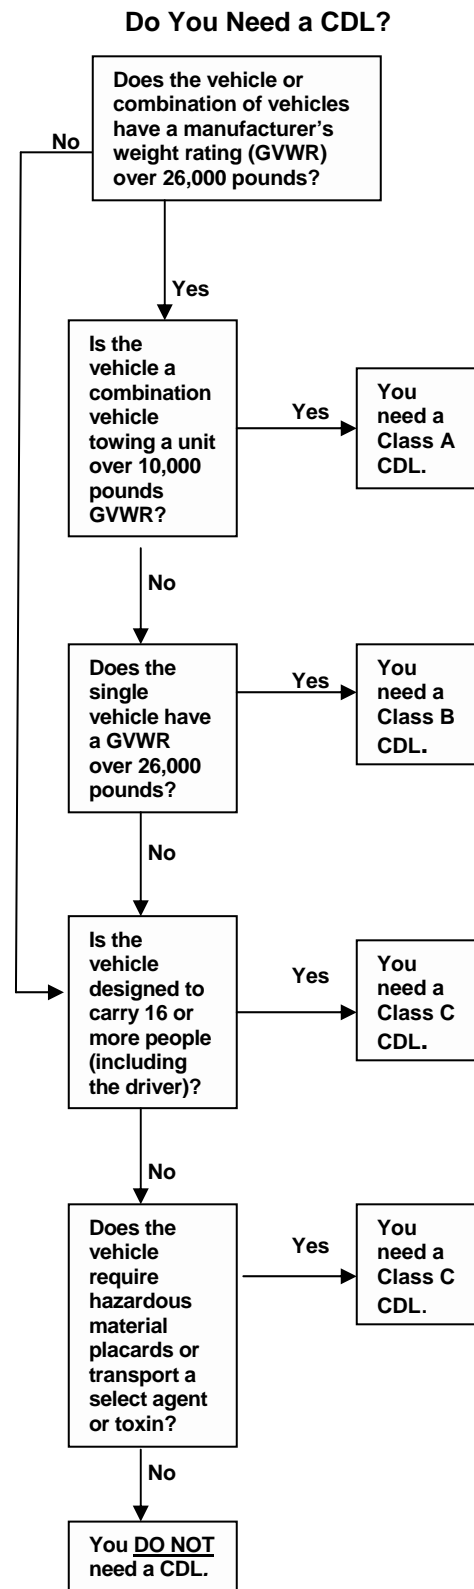 Do You Need a CDL?
Does the vehicle or
combination of vehicles
have a manufacturer’s
weight rating (GVWR)
over 26,000 pounds?
No
Yes
Is the
vehicle a
combination
vehicle
towing a unit
over 10,000
pounds
GVWR?
Yes
You
need a
Class A
CDL.
No
Does the
single
vehicle have
a GVWR
over 26,000
pounds?
Yes
You
need a
Class B
CDL.
No
Is the
vehicle
designed to
carry 16 or
more people
(including
the driver)?
Yes
You
need a
Class C
CDL.
No
Does the
vehicle
require
hazardous
material
placards or
transport a
select agent
or toxin?
Yes
You
need a
Class C
CDL.
No
You DO NOT
need a CDL.